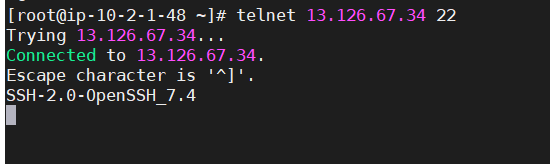 [root@ip-10-2-1-48 ~]# telnet 13.126.67.34 22
Trying 13.126.67.34...
Connected to 13.126.67.34.
Escape character is '^]'.
SSH-2.0-OpenSSH_7.4